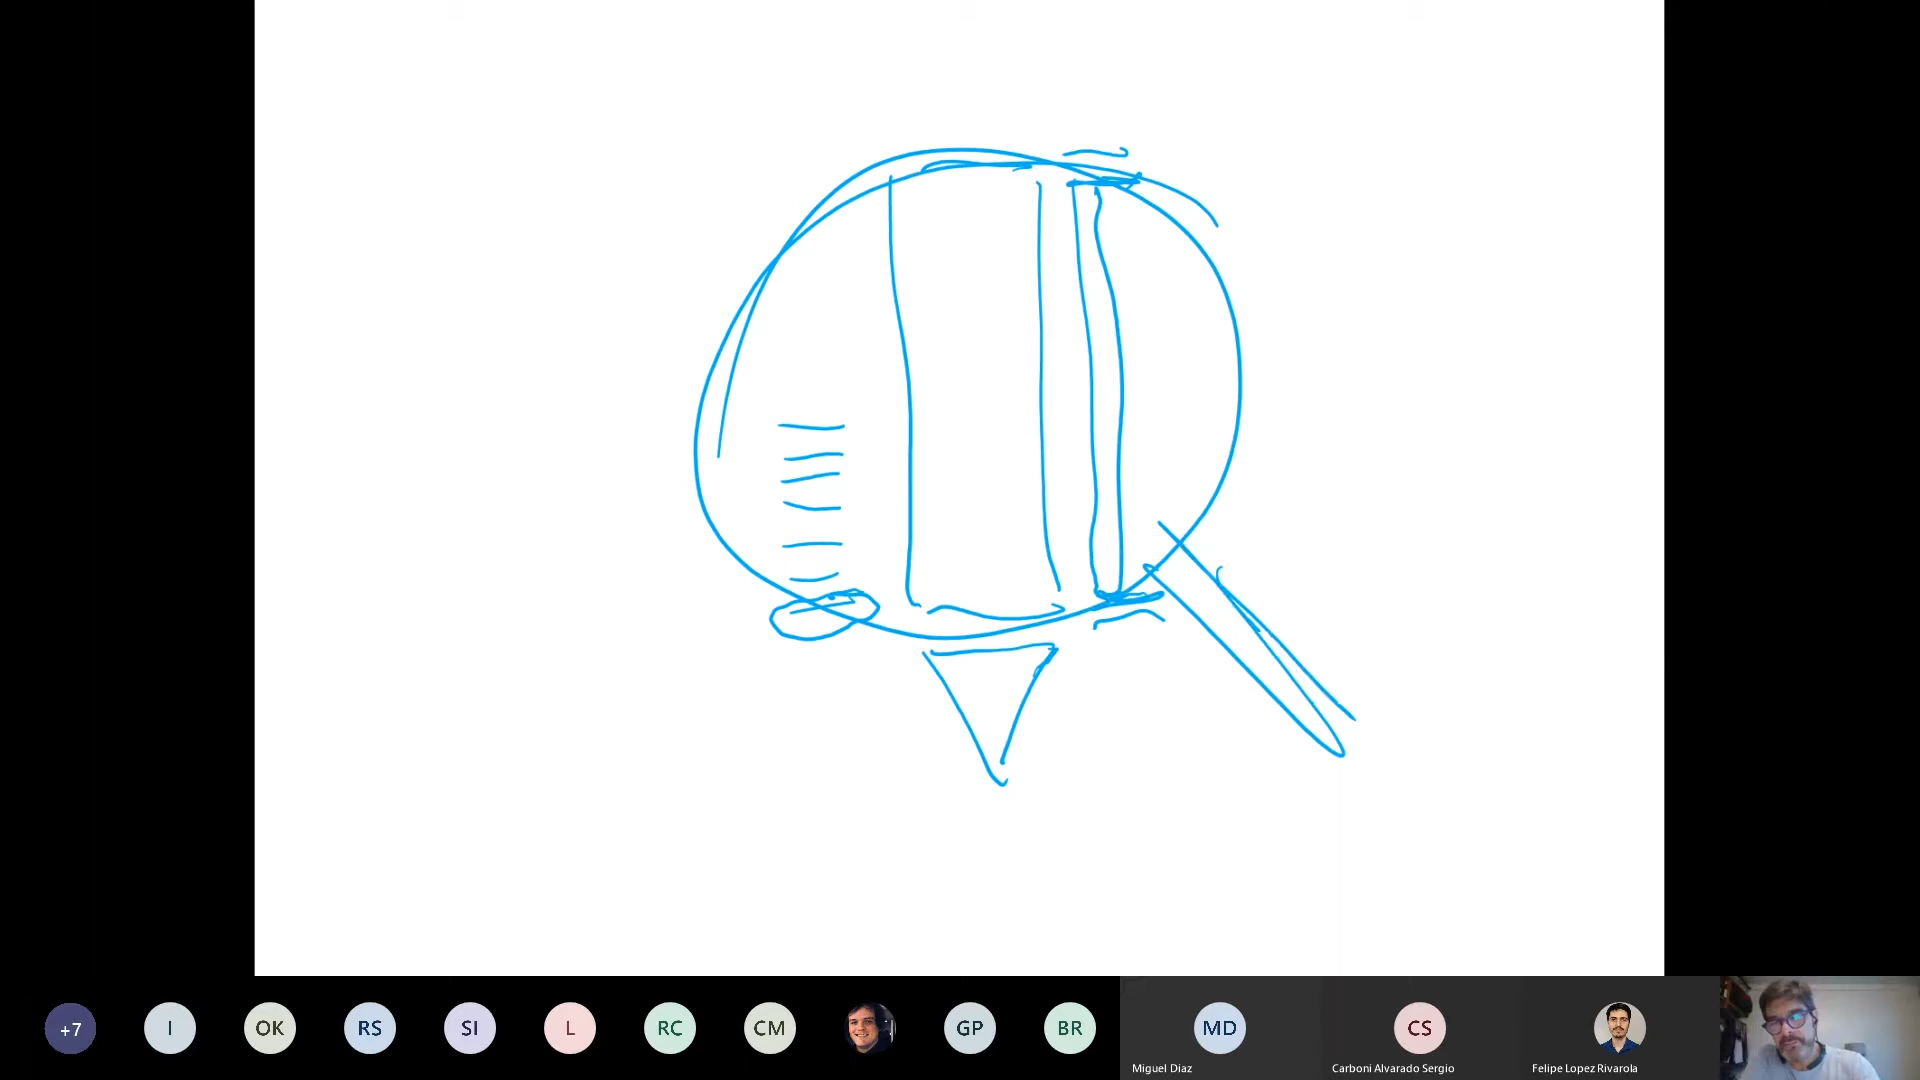 +7
I
OK
RS
SI
L
RC
CM
GP
BR
MD
CS
Miguel Diaz
Carboni Alvarado Sergio
Felipe Lopez Rivarola